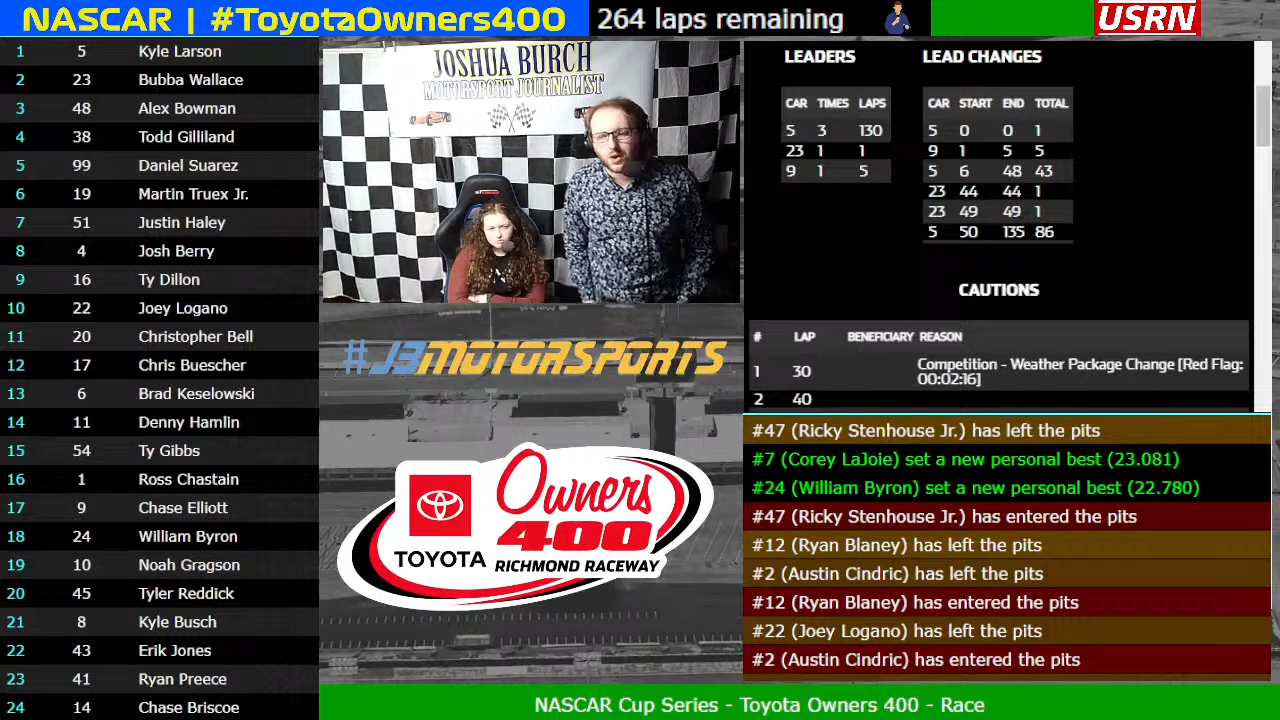 NASCAR | #ToyotaOwners400
264 laps remaining
USRN
1 5 Kyle Larson
2 23 Bubba Wallace
3 48 Alex Bowman
4 38 Todd Gilliland
5 99 Daniel Suarez
6 19 Martin Truex Jr.
7 51 Justin Haley
8 4 Josh Berry
9 16 Ty Dillon
10 22 Joey Logano
11 20 Christopher Bell
12 17 Chris Buescher
13 6 Brad Keselowski
14 11 Denny Hamlin
15 54 Ty Gibbs
16 1 Ross Chastain
17 9 Chase Elliott
18 24 William Byron
19 10 Noah Gragson
20 45 Tyler Reddick
21 8 Kyle Busch
22 43 Erik Jones
23 41 Ryan Preece
24 14 Chase Briscoe
JOSHUA BURCH
MOTORSPORT JOURNALIST
#JBMOTORSPORTS
TOYOTA
Owners
400
RICHMOND RACEWAY
LEADERS
CAR TIMES LAPS
5 3 130
23 1 1
9 1 5
LEAD CHANGES
CAR START END TOTAL
5 0 0 1
9 1 5 5
5 6 48 43
23 44 44 1
23 49 49 1
5 50 135 86
CAUTIONS
# LAP BENEFICIARY REASON
1 30 Competition - Weather Package Change [Red Flag:
00:02:16]
2 40
#47 (Ricky Stenhouse Jr.) has left the pits
#7 (Corey LaJoie) set a new personal best (23.081)
#24 (William Byron) set a new personal best (22.780)
#47 (Ricky Stenhouse Jr.) has entered the pits
#12 (Ryan Blaney) has left the pits
#2 (Austin Cindric) has left the pits
#12 (Ryan Blaney) has entered the pits
#22 (Joey Logano) has left the pits
#2 (Austin Cindric) has entered the pits
NASCAR Cup Series - Toyota Owners 400 - Race